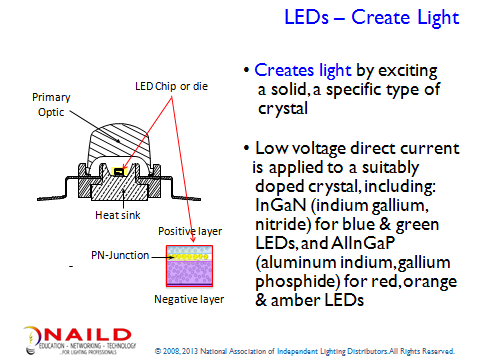 LEDs – Create Light
LED Chip or die
Primary
Optic
Heat sink
Positive layer
PN-Junction
Negative layer
• Creates light by exciting
a solid, a specific type of
crystal
• Low voltage direct current
is applied to a suitably
doped crystal, including:
InGaN (indium gallium,
nitride) for blue & green
LEDs, and AlInGaP
(aluminum indium, gallium
phosphide) for red, orange
& amber LEDs
NAILD
EDUCATION - NETWORKING - TECHNOLOGY
...FOR LIGHTING PROFESSIONALS
© 2008, 2013 National Association of Independent Lighting Distributors. All Rights Reserved.